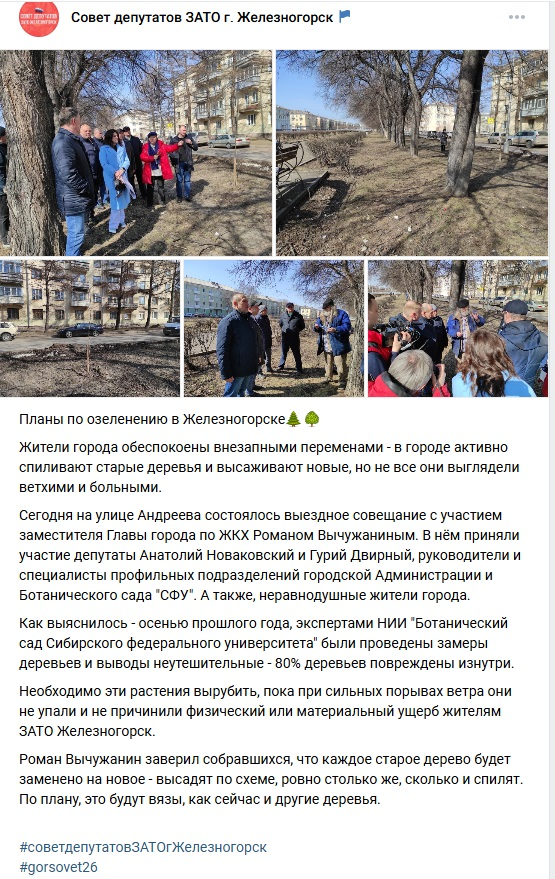 СОВЕТ ДЕПУТАТОВ
ЗАТО ЖЕЛЕЗНОГОРСК
Совет депутатов ЗАТО г. Железногорск
Планы по озеленению в Железногорске🌲🌳
Жители города обеспокоены внезапными переменами - в городе активно
спиливают старые деревья и высаживают новые, но не все они выглядели
ветхими и больными.
Сегодня на улице Андреева состоялось выездное совещание с участием
заместителя Главы города по ЖКХ Романом Вычужаниным. В нём приняли
участие депутаты Анатолий Новаковский и Гурий Двирный, руководители и
специалисты профильных подразделений городской Администрации и
Ботанического сада "СФУ". А также, неравнодушные жители города.
Как выяснилось - осенью прошлого года, экспертами НИИ "Ботанический
сад Сибирского федерального университета" были проведены замеры
деревьев и выводы неутешительные - 80% деревьев повреждены изнутри.
Необходимо эти растения вырубить, пока при сильных порывах ветра они
не упали и не причинили физический или материальный ущерб жителям
ЗАТО Железногорск.
Роман Вычужанин заверил собравшихся, что каждое старое дерево будет
заменено на новое - высадят по схеме, ровно столько же, сколько и спилят.
По плану, это будут вязы, как сейчас и другие деревья.
#советдепутатовЗАТОгЖелезногорск
#gorsovet26